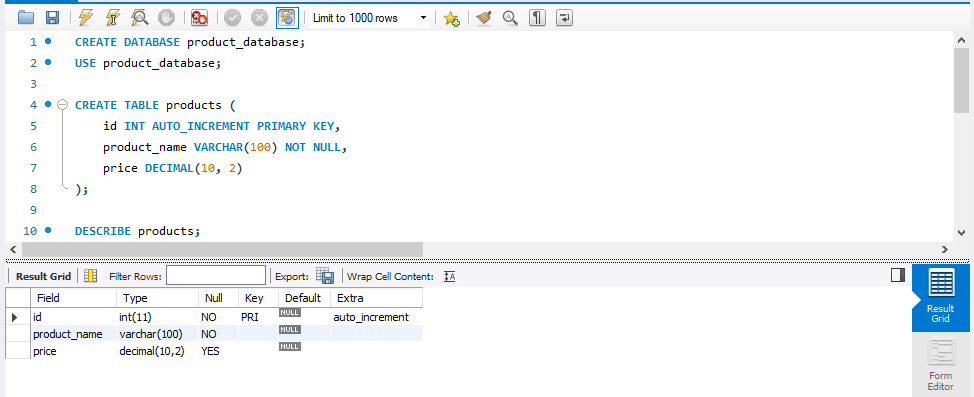 Limit to 1000 rows
1 CREATE DATABASE product_database;
2 USE product_database;
3
4 CREATE TABLE products (
5 id INT AUTO_INCREMENT PRIMARY KEY,
6 product_name VARCHAR(100) NOT NULL,
7 price DECIMAL(10, 2)
8 );
9
10 DESCRIBE products;
Result Grid Filter Rows: Export: Wrap Cell Content:
Field Type Null Key Default Extra
id int(11) NO PRI NULL auto_increment
product_name varchar(100) NO NULL
price decimal(10,2) YES NULL
Result
Grid
Form
Editor